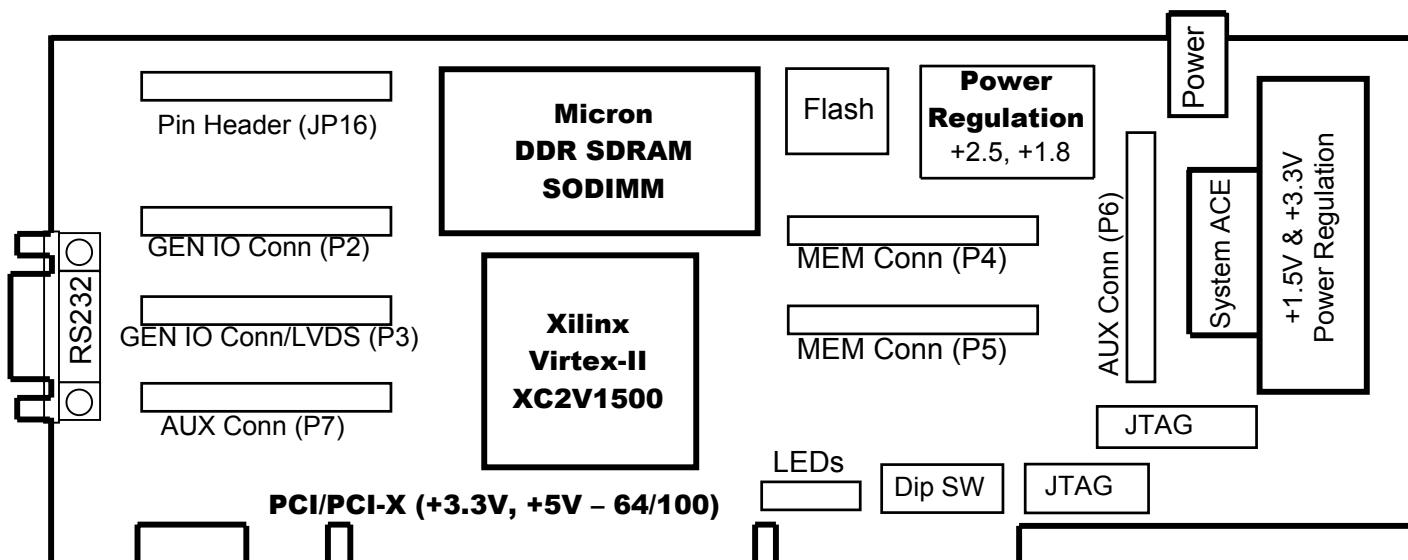 Pin Header (JP16)
GEN IO Conn (P2)
GEN IO Conn/LVDS (P3)
AUX Conn (P7)
RS232
Micron
DDR SDRAM
SODIMM
Xilinx
Virtex-II
XC2V1500
PCI/PCI-X (+3.3V, +5V – 64/100)
Flash
Power
Regulation
+2.5, +1.8
MEM Conn (P4)
MEM Conn (P5)
LEDs
Dip SW
JTAG
JTAG
AUX Conn (P6)
Power
System ACE
+1.5V & +3.3V
Power Regulation